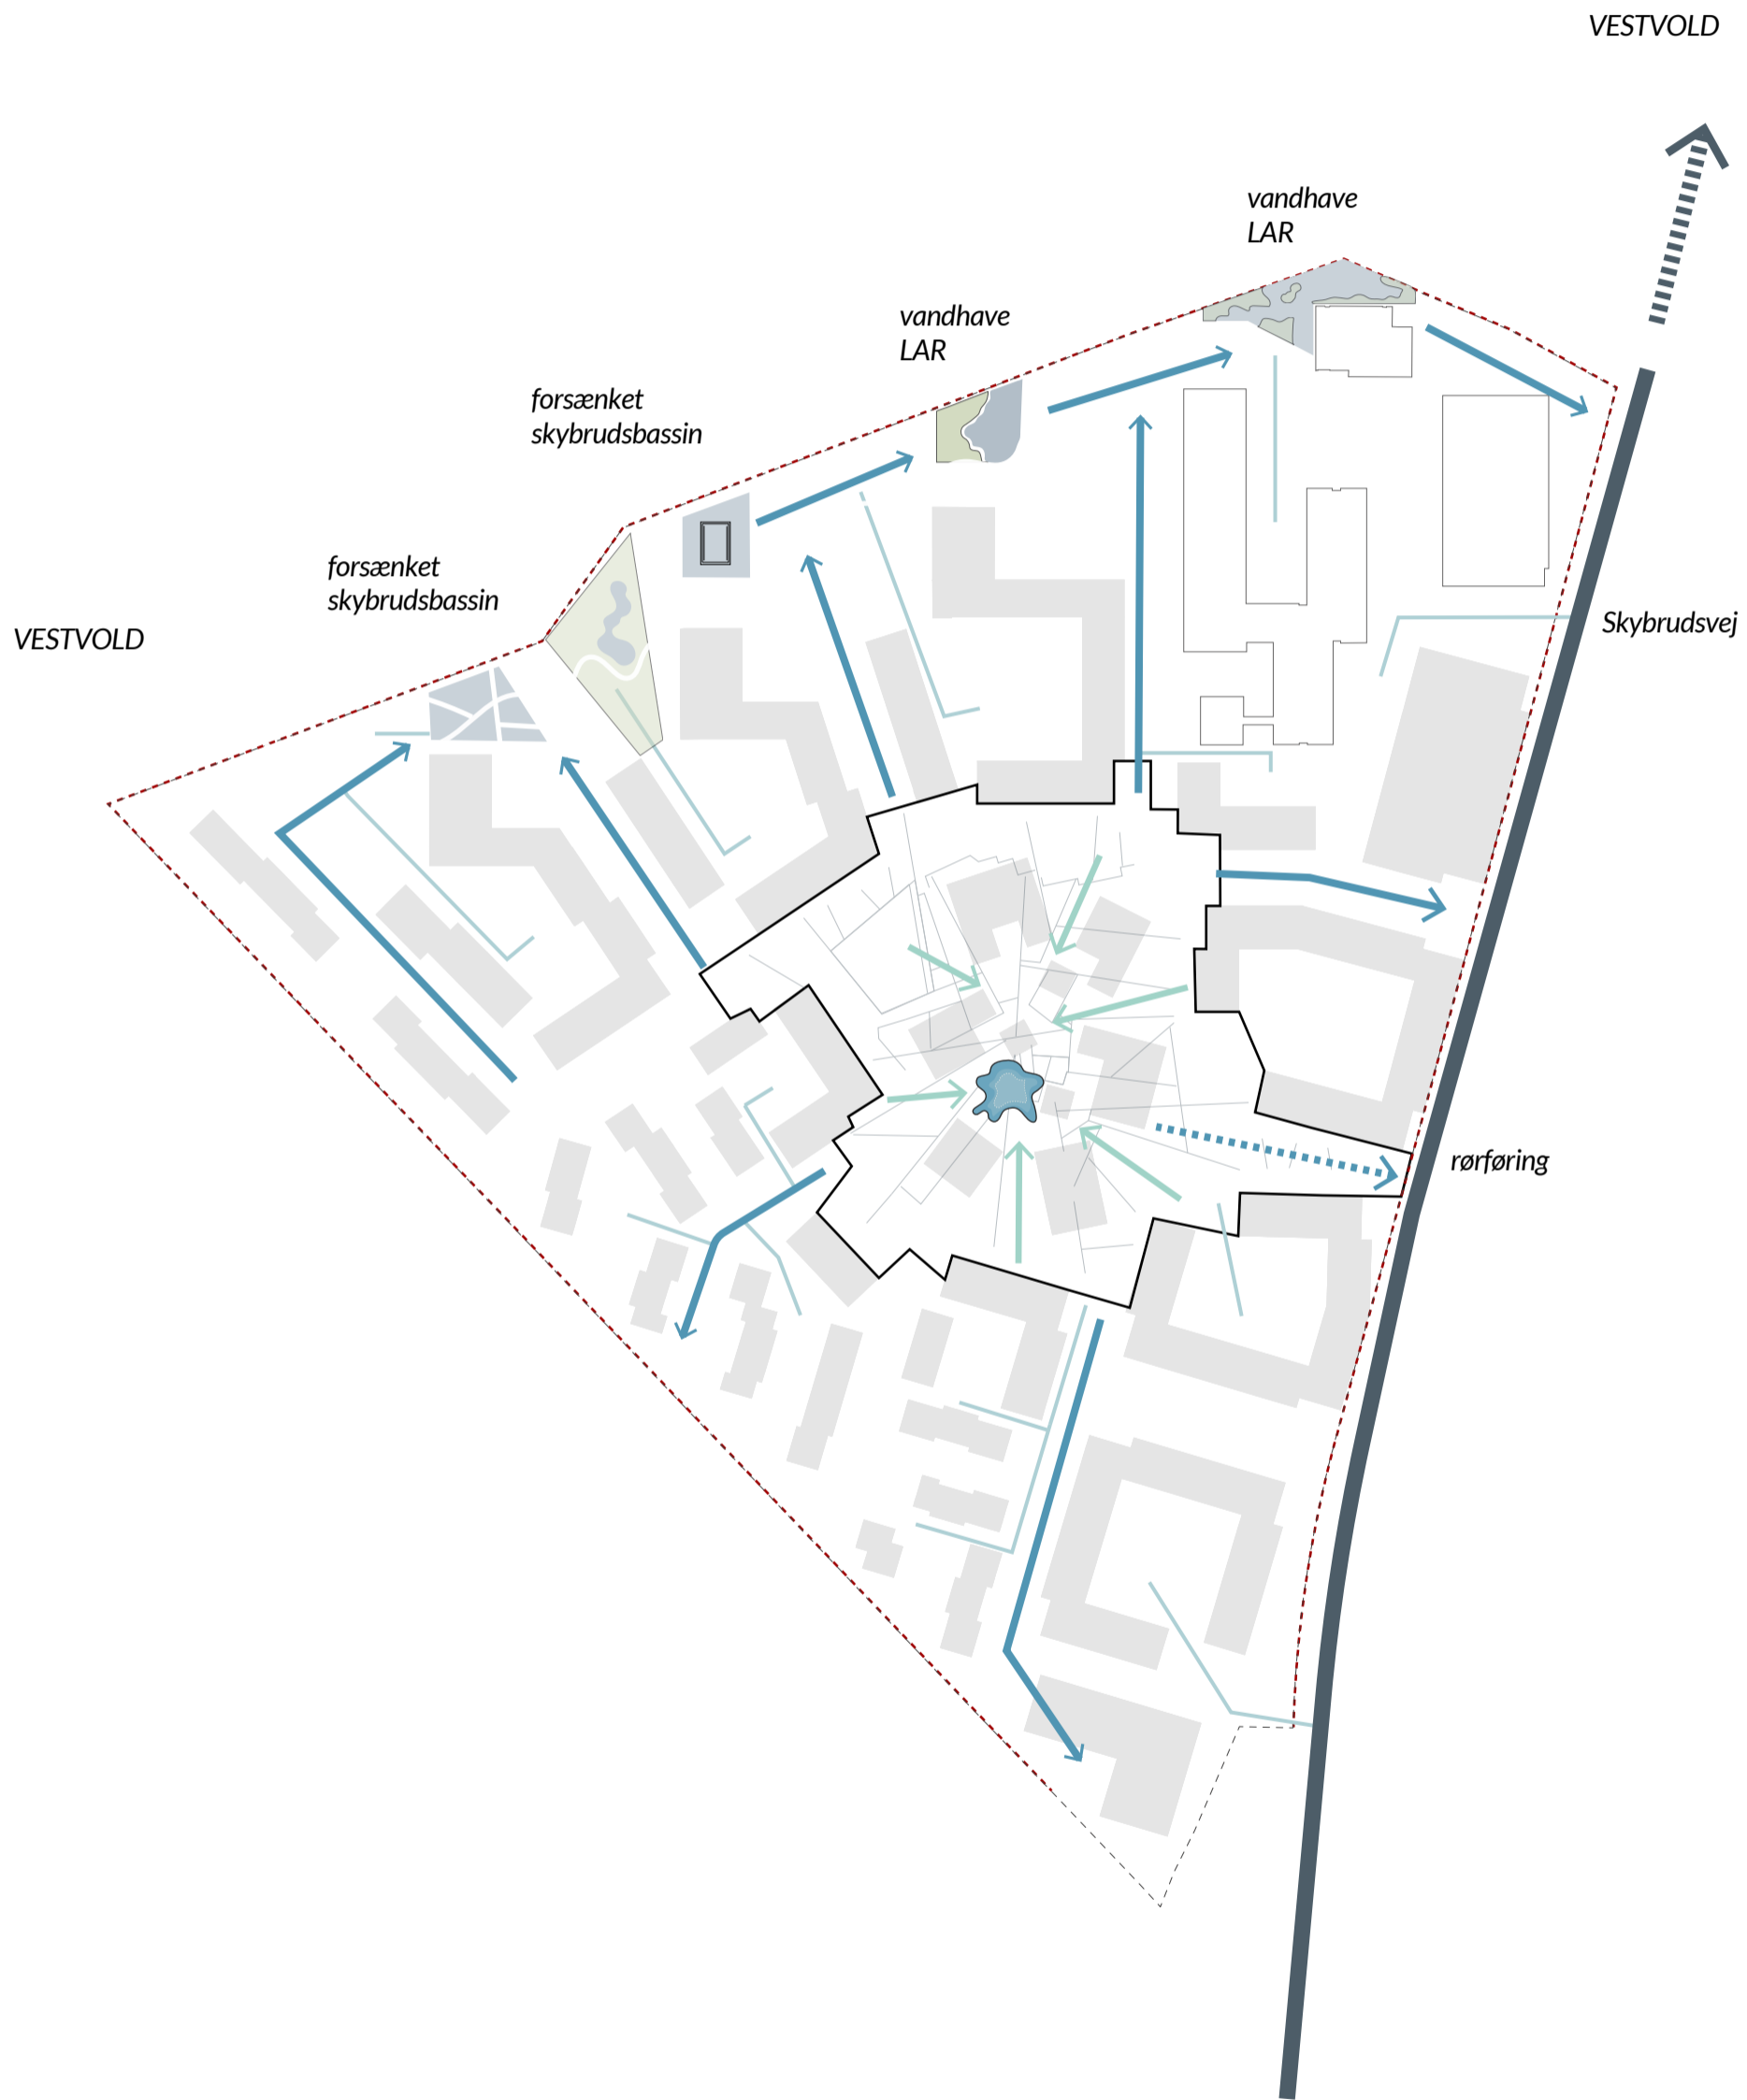 VESTVOLD
vandhave
LAR
vandhave
LAR
forsænket
skybrudsbassin
forsænket
skybrudsbassin
VESTVOLD
Skybrudsvej
rørføring